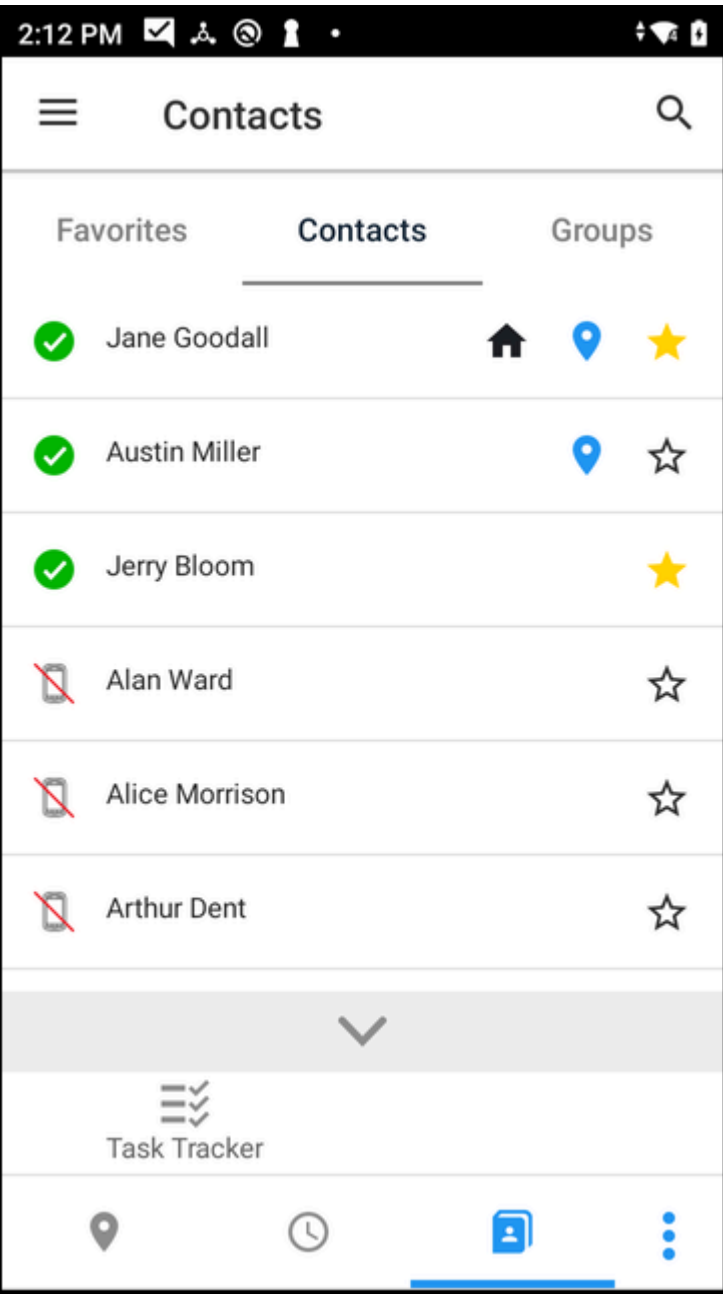 2:12 PM
Contacts
Favorites Contacts Groups
Jane Goodall
Austin Miller
Jerry Bloom
Alan Ward
Alice Morrison
Arthur Dent
Task Tracker